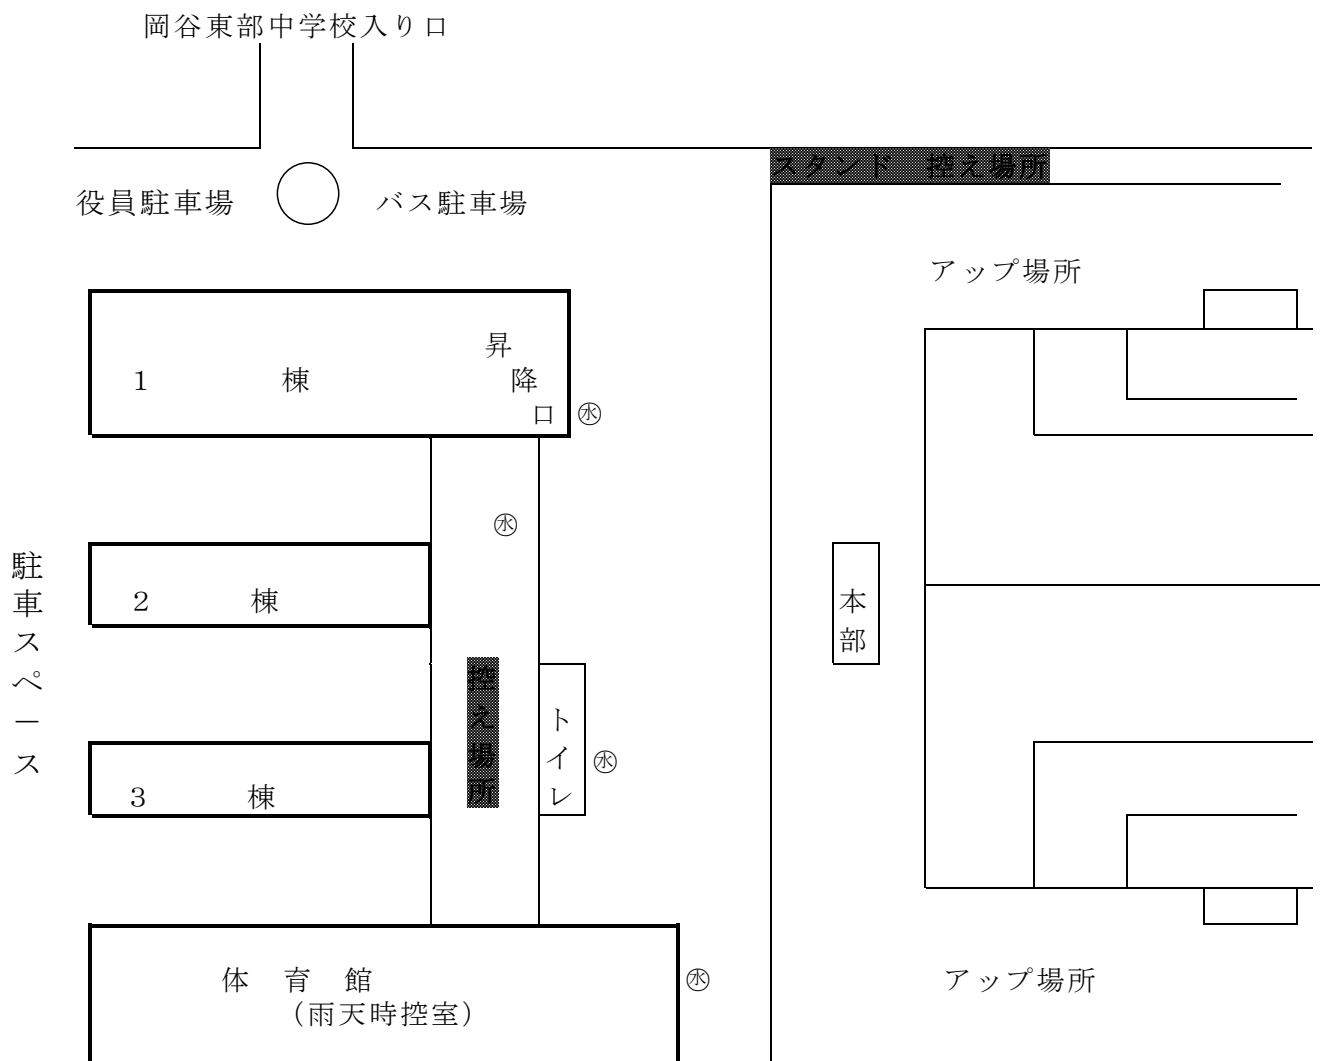 岡谷東部中学校入り口
スタンド　控え場所
役員駐車場
バス駐車場
アップ場所
昇降口
１　棟
㊌
㊌
駐車スペース
２　棟
本部
控え場所
トイレ
㊌
３　棟
体　育　館
（雨天時控室）
㊌
アップ場所